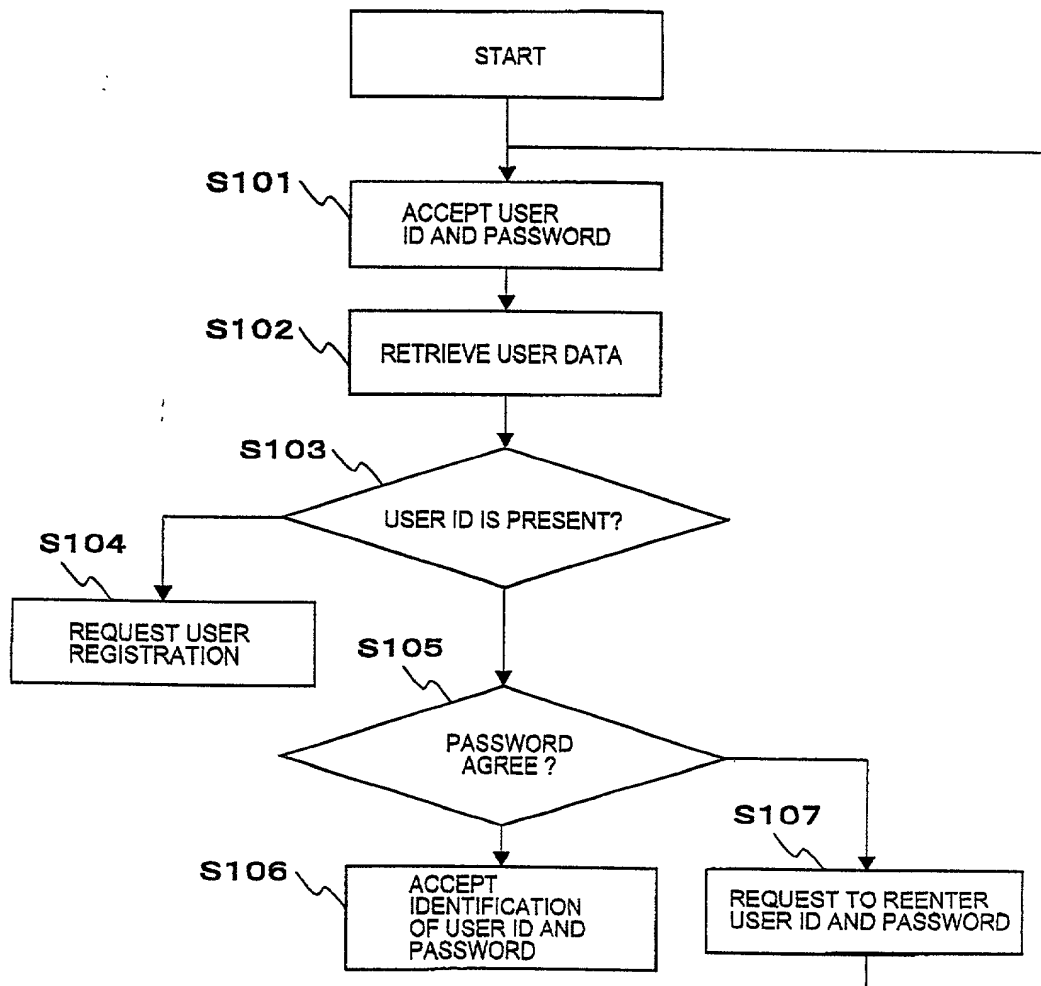 START
S101
ACCEPT USER
ID AND PASSWORD
S102
RETRIEVE USER DATA
S103
USER ID IS PRESENT?
S104
REQUEST USER
REGISTRATION
S105
PASSWORD
AGREE ?
S106
ACCEPT
IDENTIFICATION
OF USER ID AND
PASSWORD
S107
REQUEST TO REENTER
USER ID AND PASSWORD